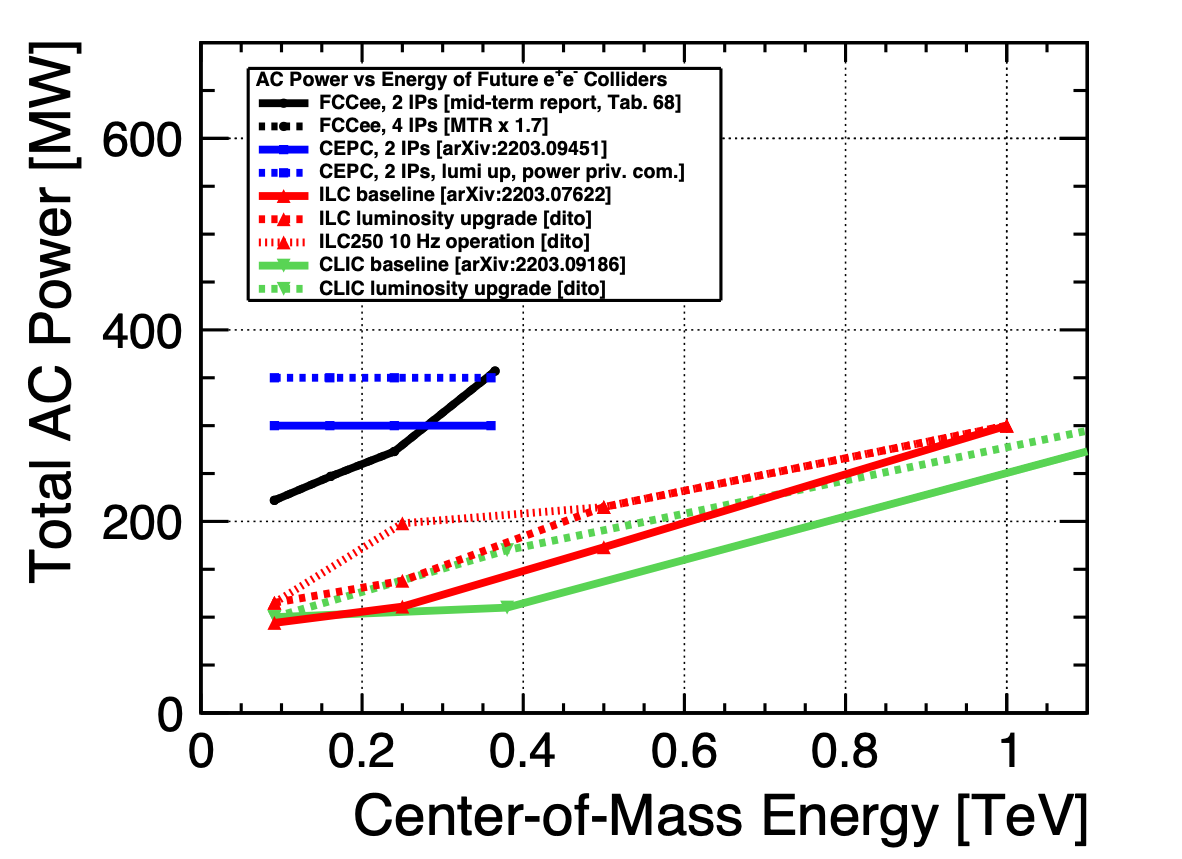 Total AC Power [MW]
600
400
200
0
AC Power vs Energy of Future e⁺e⁻ Colliders
FCCee, 2 IPs [mid-term report, Tab. 68]
FCCee, 4 IPs [MTR x 1.7]
CEPC, 2 IPs [arXiv:2203.09451]
CEPC, 2 IPs, lumi up, power priv. com.]
ILC baseline [arXiv:2203.07622]
ILC luminosity upgrade [dito]
ILC250 10 Hz operation [dito]
CLIC baseline [arXiv:2203.09186]
CLIC luminosity upgrade [dito]
0 0.2 0.4 0.6 0.8 1
Center-of-Mass Energy [TeV]